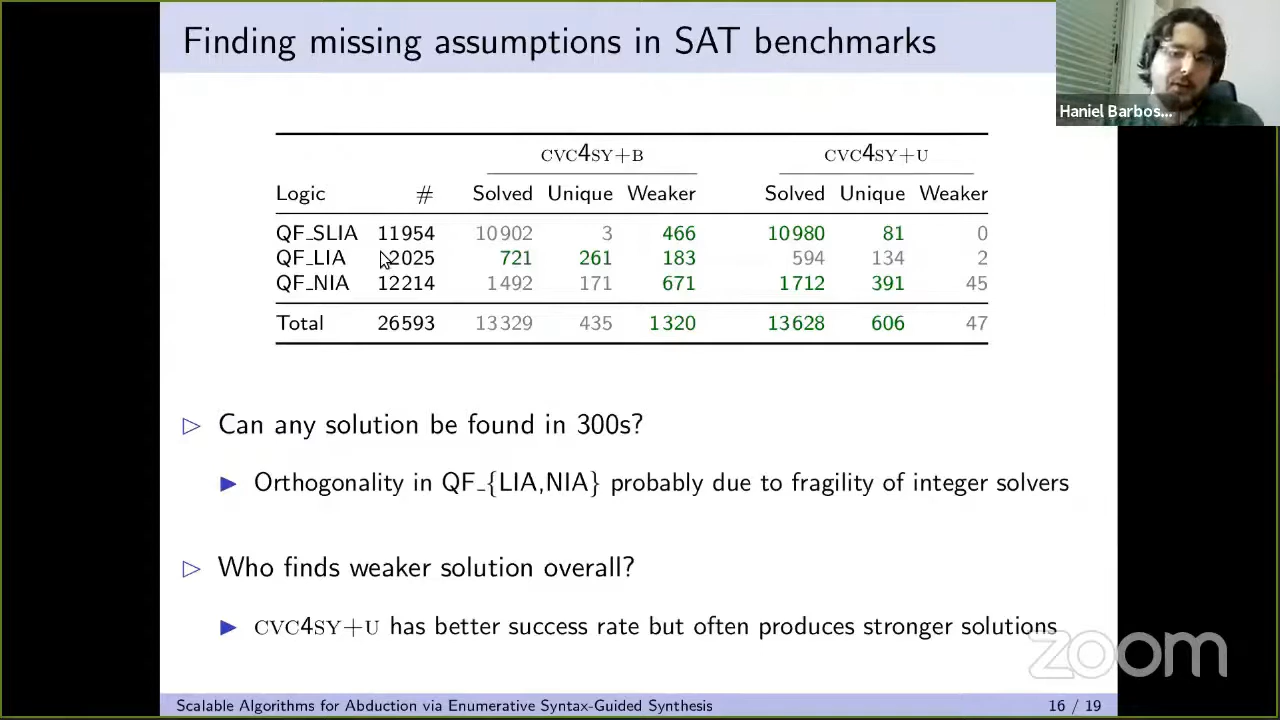 Finding missing assumptions in SAT benchmarks
Haniel Barbos...
CVC4SY+B CVC4SY+U
Logic # Solved Unique Weaker Solved Unique Weaker
QF_SLIA 11954 10902 3 466 10980 81 0
QF_LIA 2025 721 261 183 594 134 2
QF_NIA 12214 1492 171 671 1712 391 45
Total 26593 13329 435 1320 13628 606 47
▷ Can any solution be found in 300s?
▶ Orthogonality in QF_{LIA,NIA} probably due to fragility of integer solvers
▷ Who finds weaker solution overall?
▶ CVC4SY+U has better success rate but often produces stronger solutions
zoom
Scalable Algorithms for Abduction via Enumerative Syntax-Guided Synthesis 16 / 19